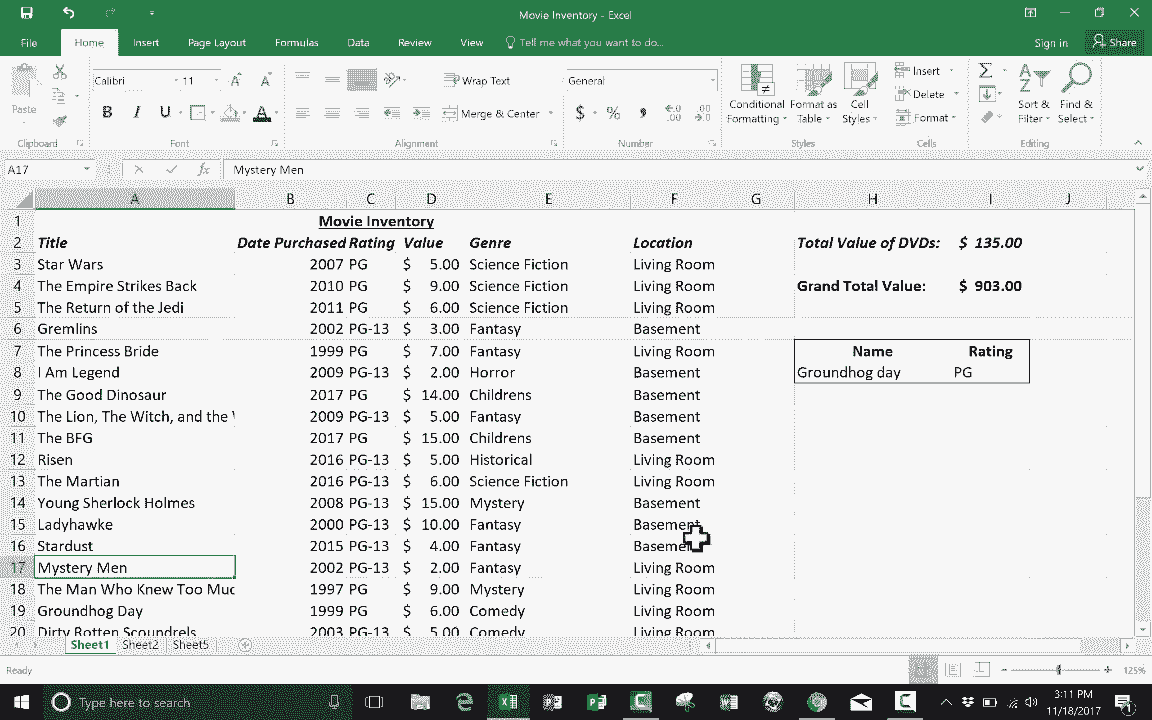 Movie Inventory - Excel
File Home Insert Page Layout Formulas Data Review View Tell me what you want to do... Sign in Share
Calibri 11 Wrap Text General Insert
Paste Conditional Format as Cell Delete Sort & Find &
B I U Merge & Center $ % Formatting Table Styles Format Filter Select
Clipboard Font Alignment Number Styles Cells Editing
A17 fx Mystery Men
A B C D E F G H I J
1 Movie Inventory
2 Title Date Purchased Rating Value Genre Location Total Value of DVDs: $ 135.00
3 Star Wars 2007 PG $ 5.00 Science Fiction Living Room
4 The Empire Strikes Back 2010 PG $ 9.00 Science Fiction Living Room Grand Total Value: $ 903.00
5 The Return of the Jedi 2011 PG $ 6.00 Science Fiction Living Room
6 Gremlins 2002 PG-13 $ 3.00 Fantasy Basement
7 The Princess Bride 1999 PG $ 7.00 Fantasy Living Room Name Rating
8 I Am Legend 2009 PG-13 $ 2.00 Horror Basement Groundhog day PG
9 The Good Dinosaur 2017 PG $ 14.00 Childrens Basement
10 The Lion, The Witch, and the 2009 PG-13 $ 5.00 Fantasy Basement
11 The BFG 2017 PG $ 15.00 Childrens Basement
12 Risen 2016 PG-13 $ 5.00 Historical Living Room
13 The Martian 2016 PG-13 $ 6.00 Science Fiction Living Room
14 Young Sherlock Holmes 2008 PG-13 $ 15.00 Mystery Basement
15 Ladyhawke 2000 PG-13 $ 10.00 Fantasy Basement
16 Stardust 2015 PG-13 $ 4.00 Fantasy Basement
17 Mystery Men 2002 PG-13 $ 2.00 Fantasy Living Room
18 The Man Who Knew Too Muc 1997 PG $ 9.00 Mystery Living Room
19 Groundhog Day 1999 PG $ 6.00 Comedy Living Room
20 Dirty Rotten Scoundrels 2003 PG-13 $ 5.00 Comedy Living Room
Sheet1 Sheet2 Sheet5
Ready 125%
Type here to search 3:11 PM
11/18/2017